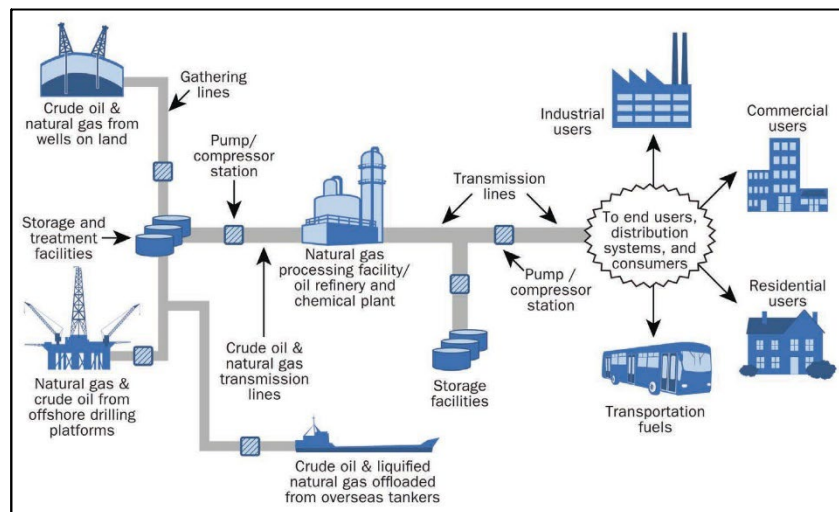 Crude oil &
natural gas from
wells on land
Gathering
lines
Pump/
compressor
station
Storage and
treatment
facilities
Natural gas &
crude oil from
offshore drilling
platforms
Crude oil &
natural gas
transmission
lines
Natural gas
processing facility/
oil refinery and
chemical plant
Crude oil & liquified
natural gas offloaded
from overseas tankers
Transmission
lines
Storage
facilities
Pump /
compressor
station
To end users,
distribution
systems, and
consumers
Industrial
users
Commercial
users
Residential
users
Transportation
fuels